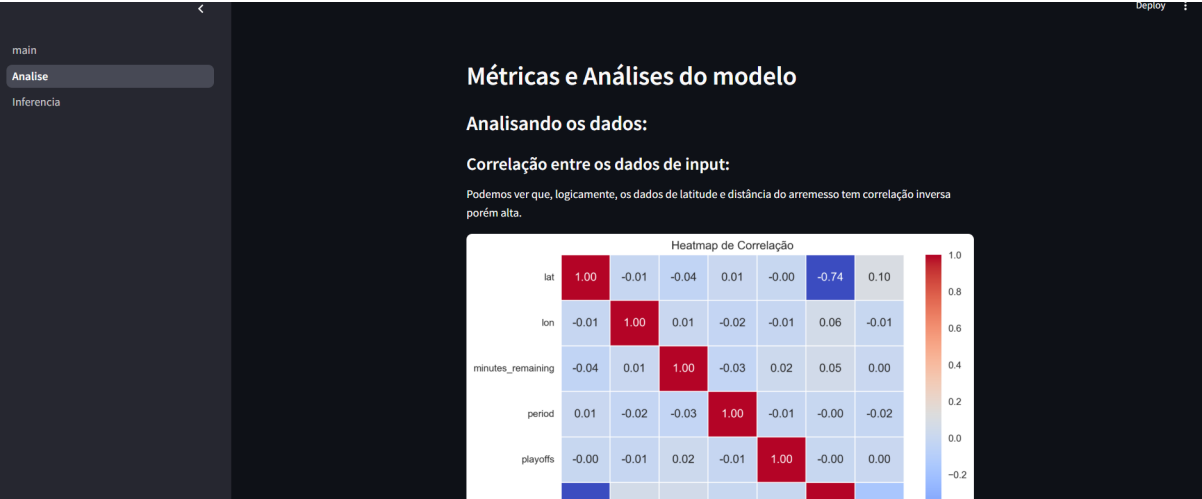 Deploy
main
Analise
Inferencia
Métricas e Análises do modelo
Analisando os dados:
Correlação entre os dados de input:
Podemos ver que, logicamente, os dados de latitude e distância do arremesso tem correlação inversa
porém alta.
Heatmap de Correlação
lat 1.00 -0.01 -0.04 0.01 -0.00 -0.74 0.10
lon -0.01 1.00 0.01 -0.02 -0.01 0.06 -0.01
minutes_remaining -0.04 0.01 1.00 -0.03 0.02 0.05 0.00
period 0.01 -0.02 -0.03 1.00 -0.01 -0.00 -0.02
playoffs -0.00 -0.01 0.02 -0.01 1.00 -0.00 0.00
1.0
0.8
0.6
0.4
0.2
0.0
−0.2